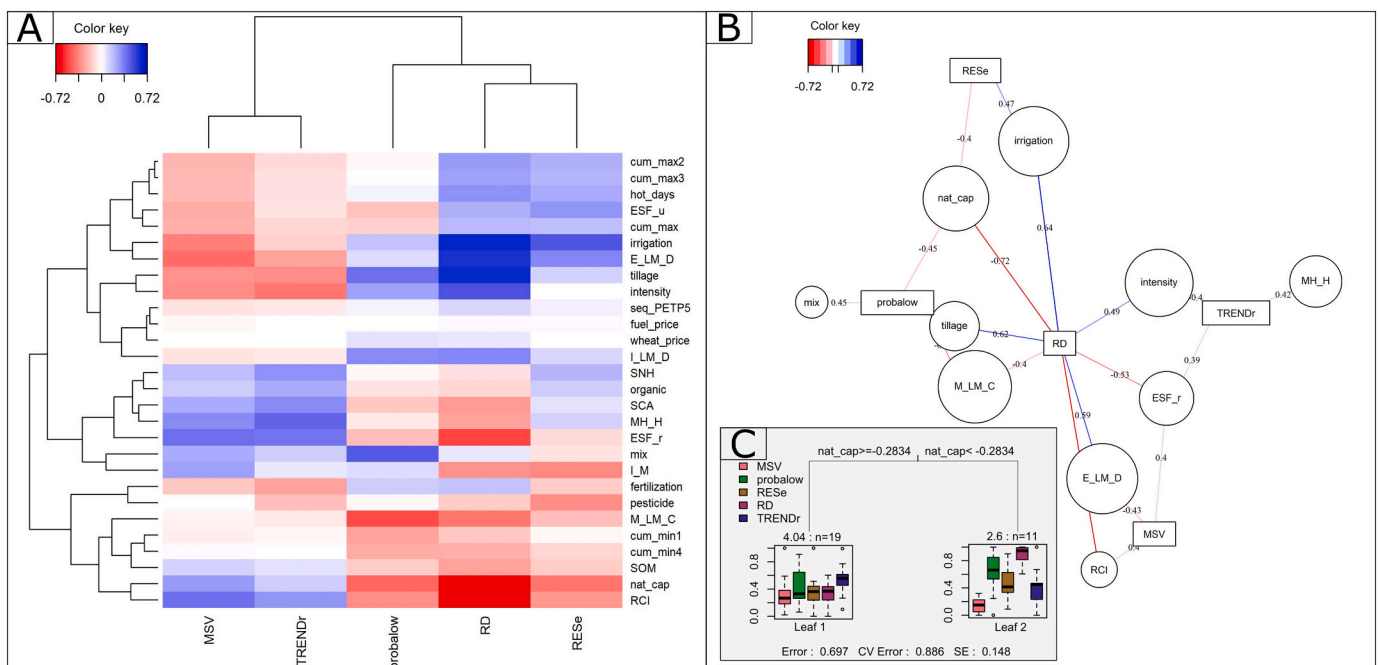 A
Color key
-0.72 0 0.72
cum_max2
cum_max3
hot_days
ESF_u
cum_max
irrigation
E_LM_D
tillage
intensity
seq_PETP5
fuel_price
wheat_price
I_LM_D
SNH
organic
SCA
MH_H
ESF_r
mix
I_M
fertilization
pesticide
M_LM_C
cum_min1
cum_min4
SOM
nat_cap
RCI
MSV
TRENDr
probalow
RD
RESe
B
Color key
-0.72 0.72
RESe
0.47
-0.4
irrigation
nat_cap
0.64
-0.45
-0.72
intensity
MH_H
mix
0.45
probalow
-0.4
0.42
TRENDr
0.49
tillage
0.62
RD
0.39
M_LM_C
-0.4
-0.53
ESF_r
0.59
0.4
E_LM_D
-0.43
MSV
0.4
RCI
C
nat_cap>=-0.2834 nat_cap< -0.2834
MSV
probalow
RESe
RD
TRENDr
4.04 : n=19
0.8
0.4
0.0
Leaf 1
2.6 : n=11
0.8
0.4
0.0
Leaf 2
Error : 0.697 CV Error : 0.886 SE : 0.148